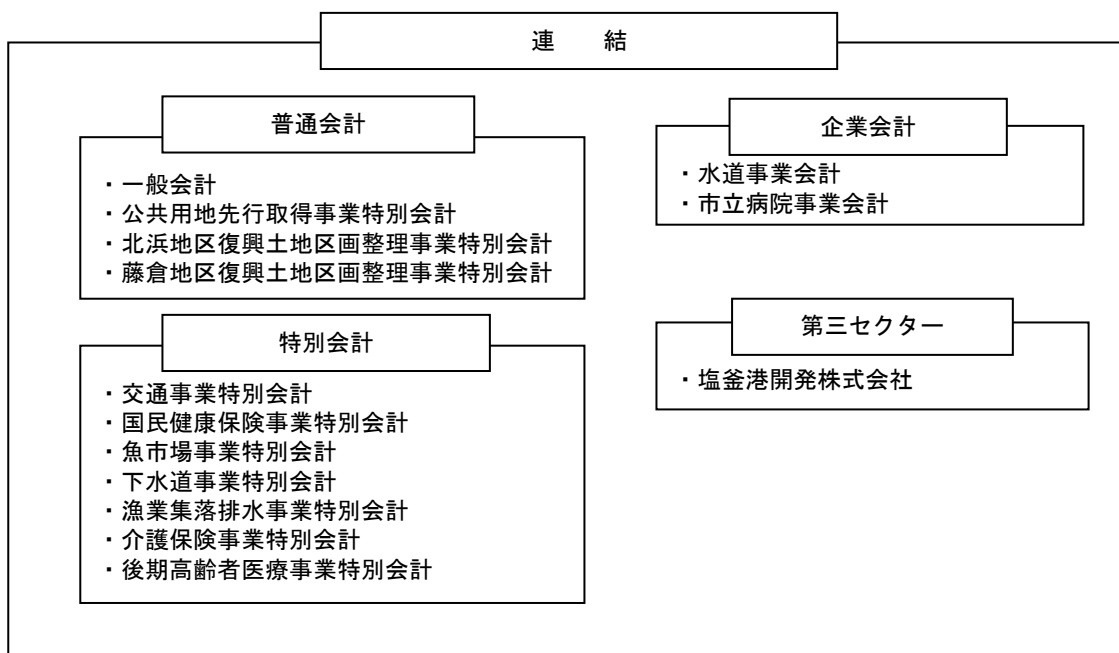 連　　結
普通会計
・一般会計
・公共用地先行取得事業特別会計
・北浜地区復興土地区画整理事業特別会計
・藤倉地区復興土地区画整理事業特別会計
特別会計
・交通事業特別会計
・国民健康保険事業特別会計
・魚市場事業特別会計
・下水道事業特別会計
・漁業集落排水事業特別会計
・介護保険事業特別会計
・後期高齢者医療事業特別会計
企業会計
・水道事業会計
・市立病院事業会計
第三セクター
・塩釜港開発株式会社